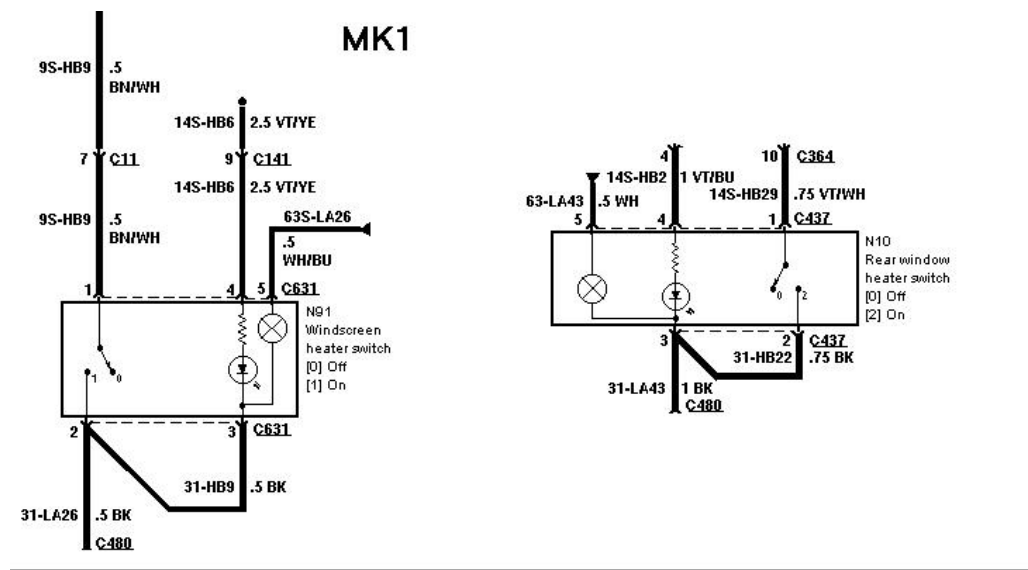 MK1
9S-HB9 .5
BN/WH
14S-HB6 2.5 VT/YE
7 C11
9 C141
14S-HB6 2.5 VT/YE
9S-HB9 .5
BN/WH
63S-LA26
.5
WH/BU
1 4 5 C631
N91
Windscreen
heater switch
[0] Off
[1] On
1 0
2 3 C631
31-HB9 .5 BK
31-LA26 .5 BK
C480
4 10 C364
14S-HB2 1 VT/BU
63-LA43 .5 WH
14S-HB29 .75 VT/WH
5 4 1 C437
N10
Rear window
heater switch
[0] Off
[2] On
0 2
3 2 C437
31-HB22 .75 BK
31-LA43 1 BK
C480